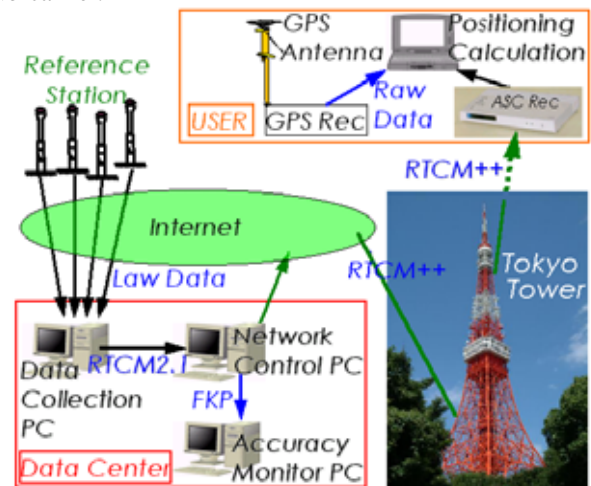 GPS
Antenna
Positioning
Calculation
Reference
Station
ASC Rec
USER
GPS Rec
Raw
Data
RTCM++
Internet
RTCM++
Tokyo
Tower
Law Data
Data
Collection
PC
RTCM2.1
Network
Control PC
FKP
Accuracy
Monitor PC
Data Center